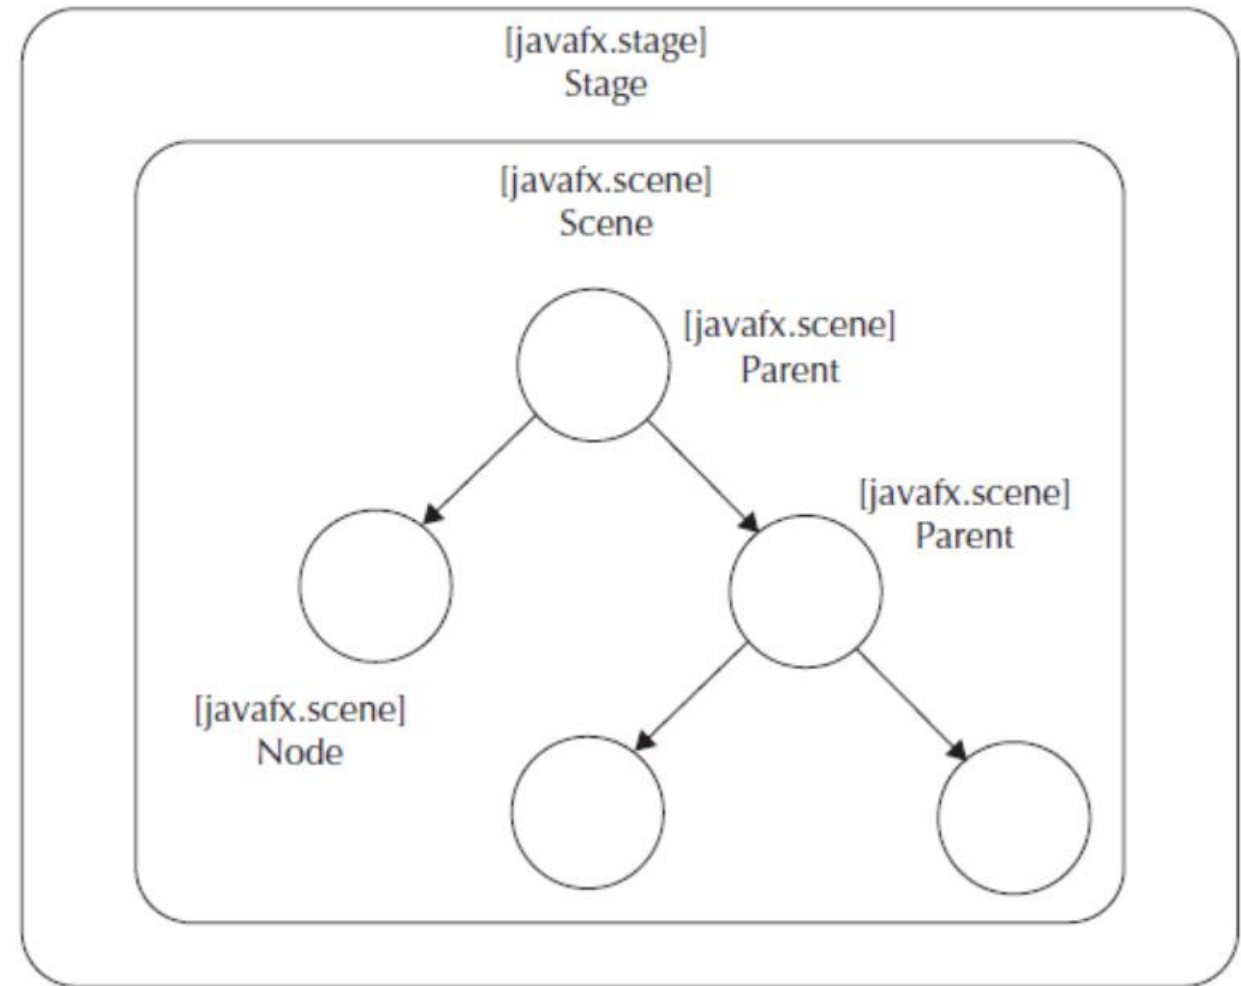 [javafx.stage]
Stage
[javafx.scene]
Scene
[javafx.scene]
Parent
[javafx.scene]
Parent
[javafx.scene]
Node